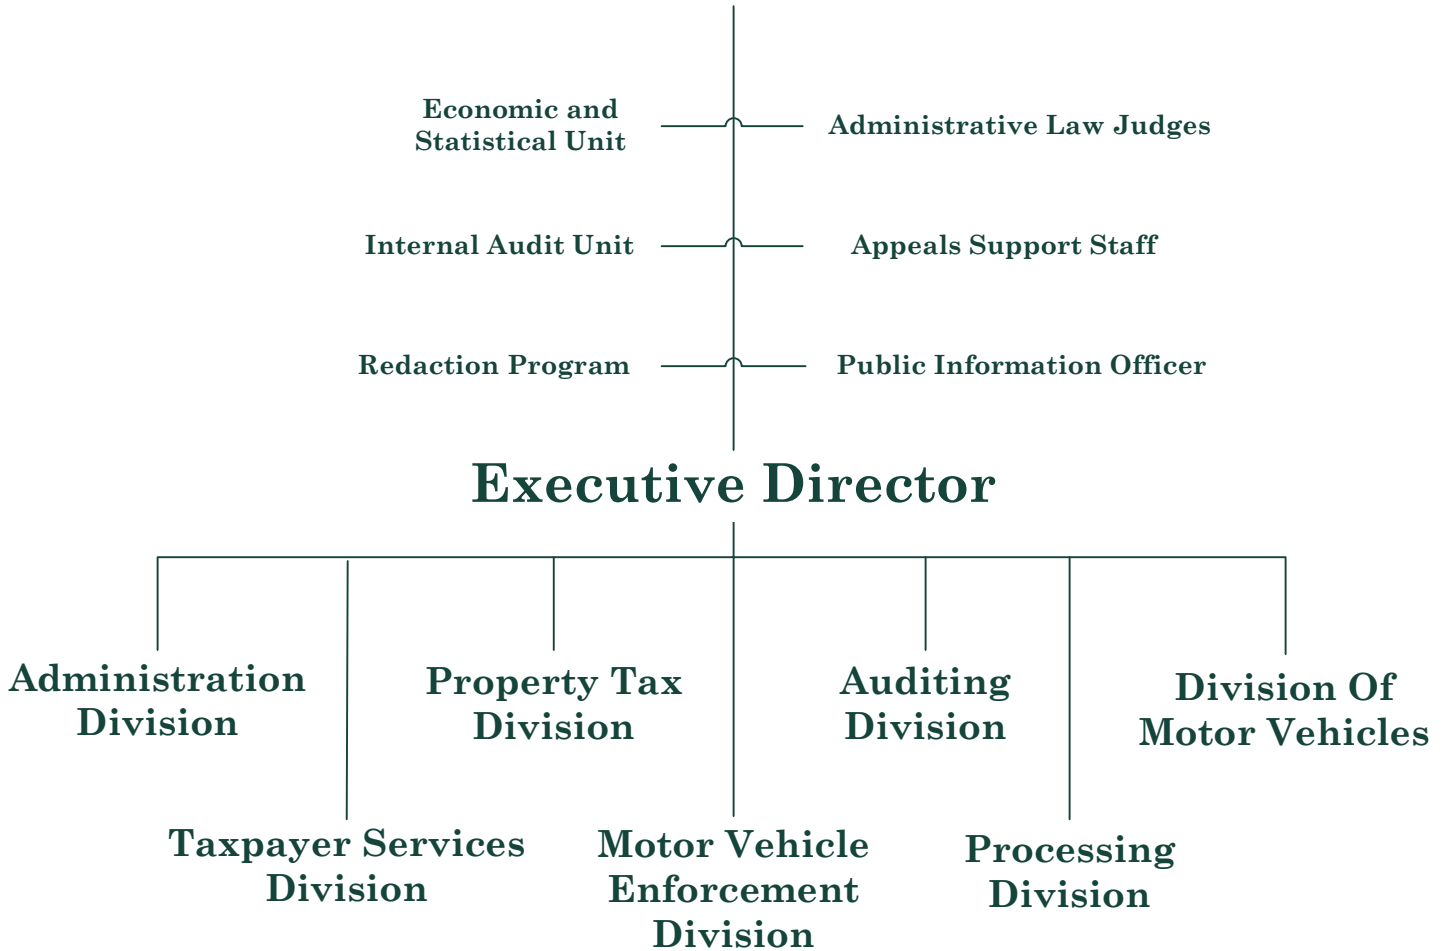 Economic and
Statistical Unit
Administrative Law Judges
Internal Audit Unit
Appeals Support Staff
Redaction Program
Public Information Officer
Executive Director
Administration
Division
Property Tax
Division
Auditing
Division
Division Of
Motor Vehicles
Taxpayer Services
Division
Motor Vehicle
Enforcement
Division
Processing
Division